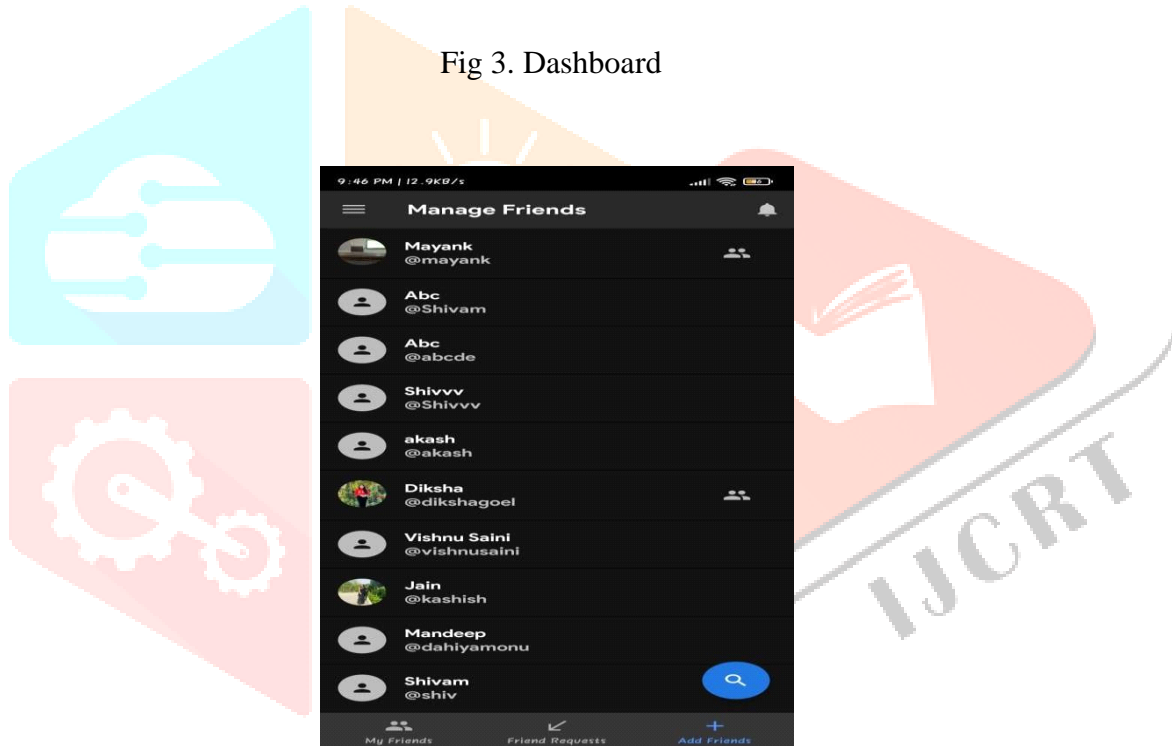 Fig 3. Dashboard
9:46 PM | 12.9KB/s
Manage Friends
Mayank
@mayank
Abc
@Shivam
Abc
@abcde
Shivvv
@Shivvv
akash
@akash
Diksha
@dikshagoel
Vishnu Saini
@vishnusaini
Jain
@kashish
Mandeep
@dahiyamonu
Shivam
@shiv
My Friends
Friend Requests
Add Friends
IJCRT